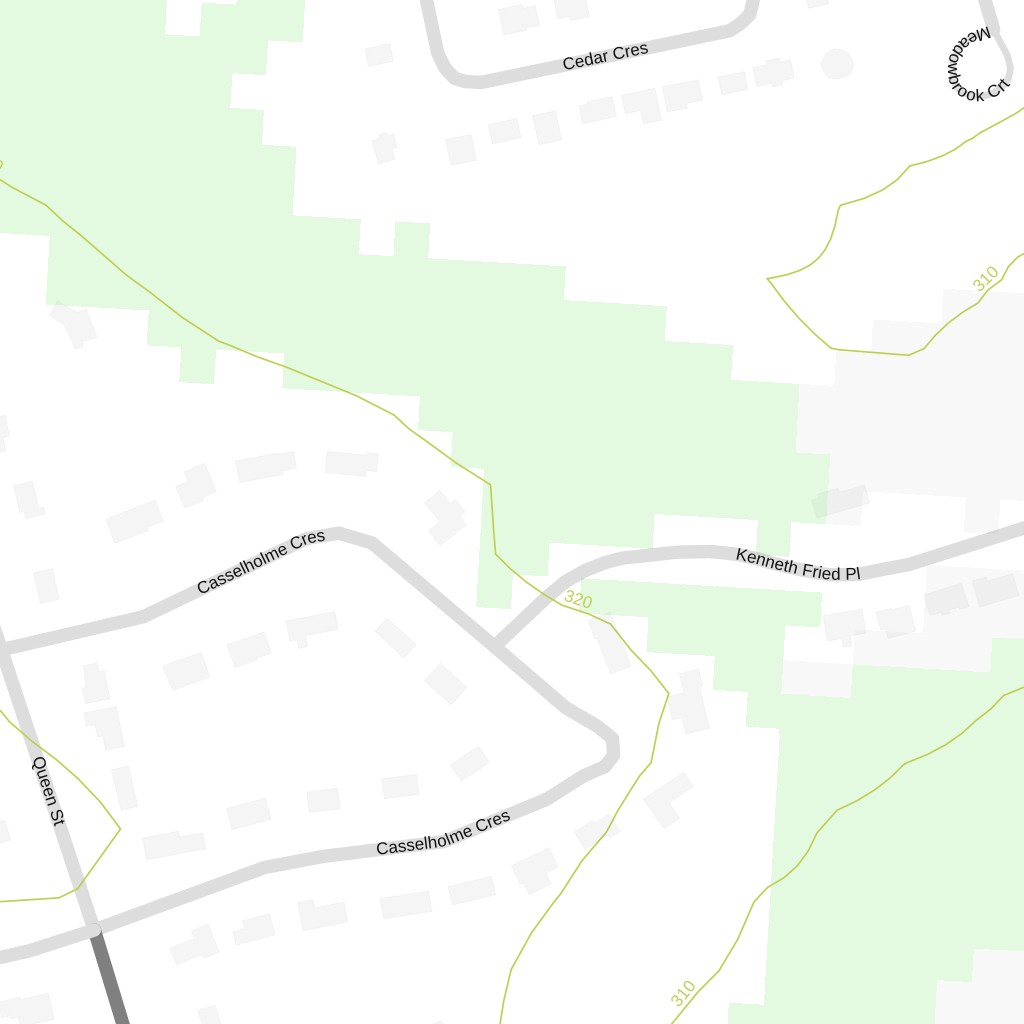 Meadowbrook Crt
Cedar Cres
310
Casselholme Cres
Kenneth Fried Pl
320
Queen St
Casselholme Cres
310